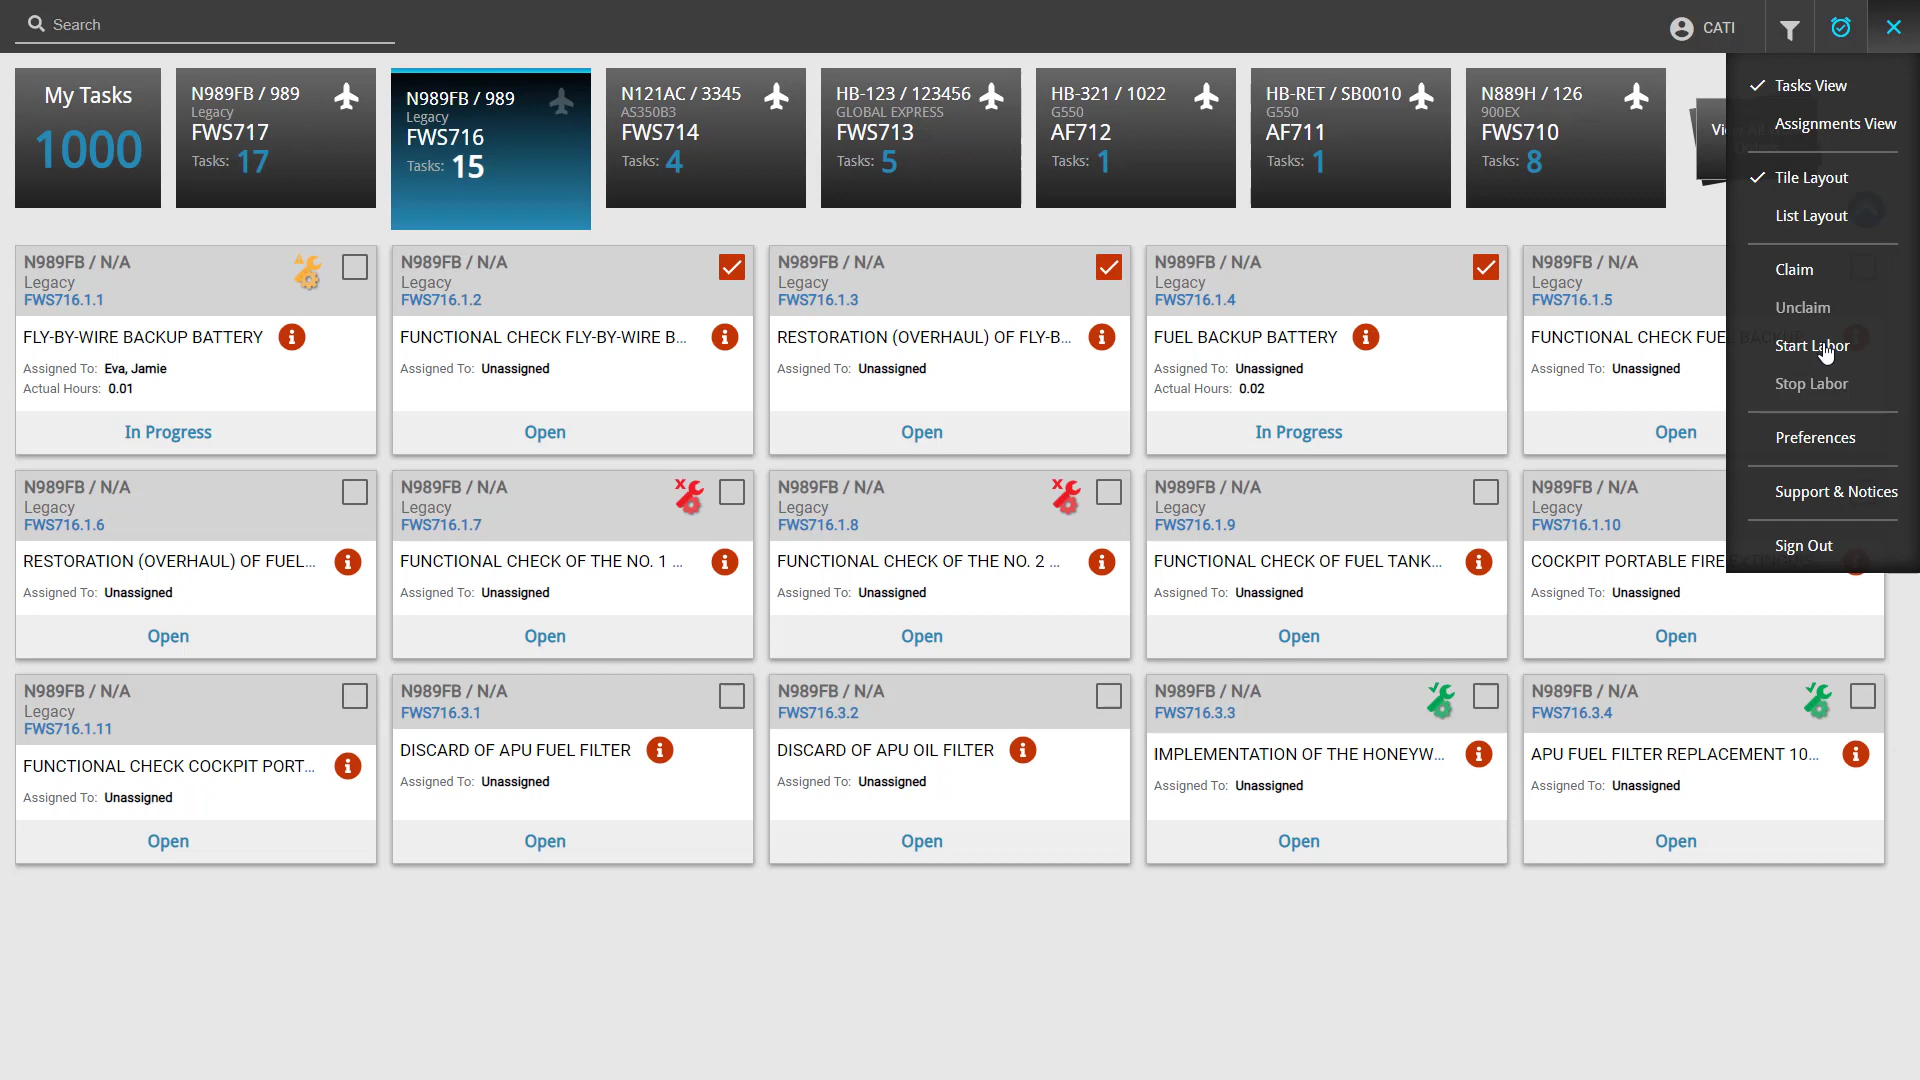 Search
CATI
My Tasks
1000
N989FB / 989
Legacy
FWS717
Tasks: 17
N989FB / 989
Legacy
FWS716
Tasks: 15
N121AC / 3345
AS350B3
FWS714
Tasks: 4
HB-123 / 123456
GLOBAL EXPRESS
FWS713
Tasks: 5
HB-321 / 1022
G550
AF712
Tasks: 1
HB-RET / SB0010
G550
AF711
Tasks: 1
N889H / 126
900EX
FWS710
Tasks: 8
Tasks View
Assignments View
Tile Layout
List Layout
Claim
Unclaim
Start Labor
Stop Labor
Preferences
Support & Notices
Sign Out
N989FB / N/A
Legacy
FWS716.1.1
FLY-BY-WIRE BACKUP BATTERY
Assigned To: Eva, Jamie
Actual Hours: 0.01
In Progress
N989FB / N/A
Legacy
FWS716.1.2
FUNCTIONAL CHECK FLY-BY-WIRE B...
Assigned To: Unassigned
Open
N989FB / N/A
Legacy
FWS716.1.3
RESTORATION (OVERHAUL) OF FLY-B...
Assigned To: Unassigned
Open
N989FB / N/A
Legacy
FWS716.1.4
FUEL BACKUP BATTERY
Assigned To: Unassigned
Actual Hours: 0.02
In Progress
N989FB / N/A
Legacy
FWS716.1.5
FUNCTIONAL CHECK FUEL
Assigned To: Unassigned
Open
N989FB / N/A
Legacy
FWS716.1.6
RESTORATION (OVERHAUL) OF FUEL...
Assigned To: Unassigned
Open
N989FB / N/A
Legacy
FWS716.1.7
FUNCTIONAL CHECK OF THE NO. 1 ...
Assigned To: Unassigned
Open
N989FB / N/A
Legacy
FWS716.1.8
FUNCTIONAL CHECK OF THE NO. 2 ...
Assigned To: Unassigned
Open
N989FB / N/A
Legacy
FWS716.1.9
FUNCTIONAL CHECK OF FUEL TANK...
Assigned To: Unassigned
Open
N989FB / N/A
Legacy
FWS716.1.10
COCKPIT PORTABLE FIRE
Assigned To: Unassigned
Open
N989FB / N/A
Legacy
FWS716.1.11
FUNCTIONAL CHECK COCKPIT PORT...
Assigned To: Unassigned
Open
N989FB / N/A
FWS716.3.1
DISCARD OF APU FUEL FILTER
Assigned To: Unassigned
Open
N989FB / N/A
FWS716.3.2
DISCARD OF APU OIL FILTER
Assigned To: Unassigned
Open
N989FB / N/A
FWS716.3.3
IMPLEMENTATION OF THE HONEYW...
Assigned To: Unassigned
Open
N989FB / N/A
FWS716.3.4
APU FUEL FILTER REPLACEMENT 10...
Assigned To: Unassigned
Open